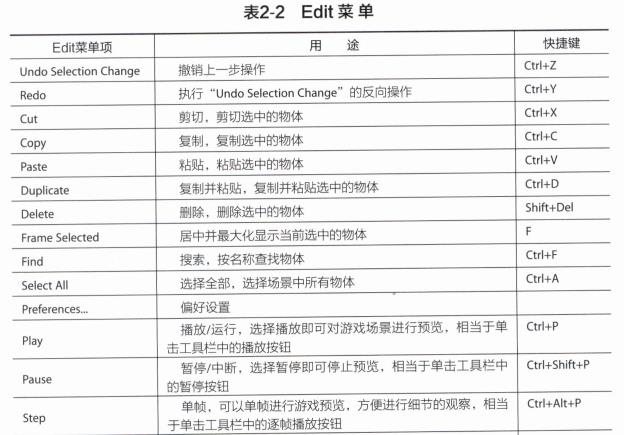 表2-2 Edit 菜 单
Edit菜单项 用 途 快捷键
Undo Selection Change 撤销上一步操作 Ctrl+Z
Redo 执行“Undo Selection Change”的反向操作 Ctrl+Y
Cut 剪切，剪切选中的物体 Ctrl+X
Copy 复制，复制选中的物体 Ctrl+C
Paste 粘贴，粘贴选中的物体 Ctrl+V
Duplicate 复制并粘贴，复制并粘贴选中的物体 Ctrl+D
Delete 删除，删除选中的物体 Shift+Del
Frame Selected 居中并最大化显示当前选中的物体 F
Find 搜索，按名称查找物体 Ctrl+F
Select All 选择全部，选择场景中所有物体 Ctrl+A
Preferences... 偏好设置
Play 播放/运行，选择播放即可对游戏场景进行预览，相当于单 Ctrl+P
击工具栏中的播放按钮
Pause 暂停/中断，选择暂停即可停止预览，相当于单击工具栏中 Ctrl+Shift+P
的暂停按钮
Step 单帧，可以单帧进行游戏预览，方便进行细节的观察，相当 Ctrl+Alt+P
于单击工具栏中的逐帧播放按钮